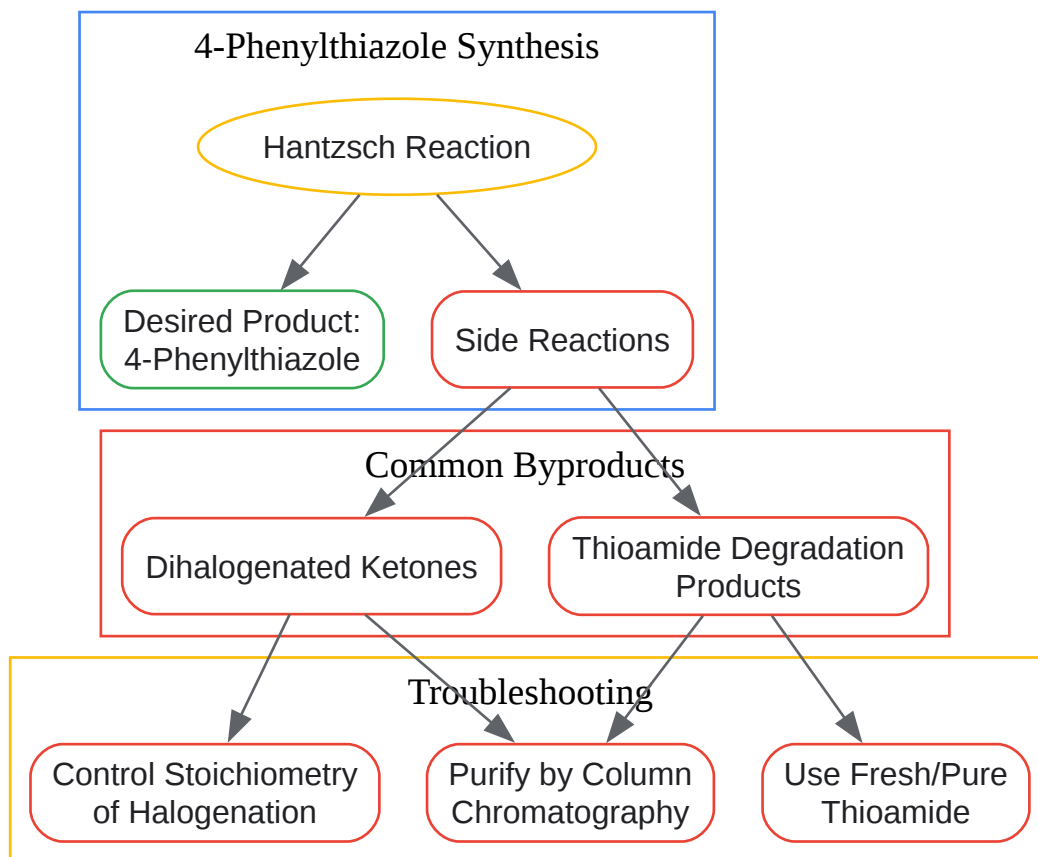 4-Phenylthiazole Synthesis
Hantzsch Reaction
Desired Product:
4-Phenylthiazole
Side Reactions
Common Byproducts
Dihalogenated Ketones
Thioamide Degradation
Products
Troubleshooting
Control Stoichiometry
of Halogenation
Purify by Column
Chromatography
Use Fresh/Pure
Thioamide